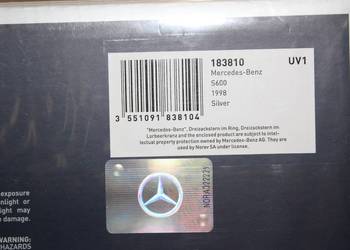 183810 UV1
Mercedes-Benz
S600
1998
Silver
3 551091 838104
"Mercedes-Benz", Dreizackstern im Ring, Dreizackstern im
Lorbeerkranz and the enclosed product are subject to intel-
lectual property protection owned by Mercedes-Benz AG. They are
used by Norev SA under license.
NOR
exposure
nlight or
light may
e damage.
WARNING:
HAZARDS